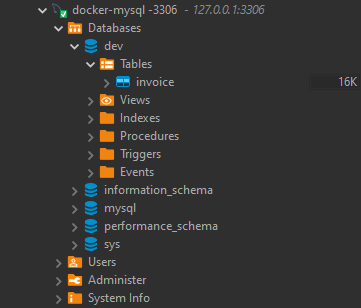 docker-mysql -3306 - 127.0.0.1:3306
Databases
dev
Tables
invoice 16K
Views
Indexes
Procedures
Triggers
Events
information_schema
mysql
performance_schema
sys
Users
Administer
System Info